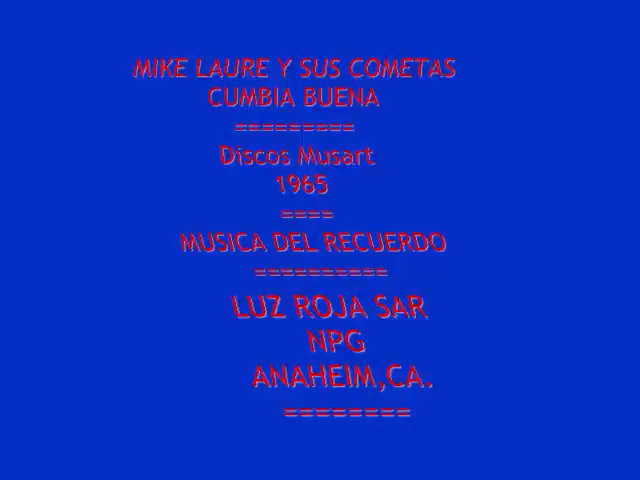 MIKE LAURE Y SUS COMETAS
CUMBIA BUENA
=========
Discos Musart
1965
====
MUSICA DEL RECUERDO
==========
LUZ ROJA SAR
NPG
ANAHEIM,CA.
========